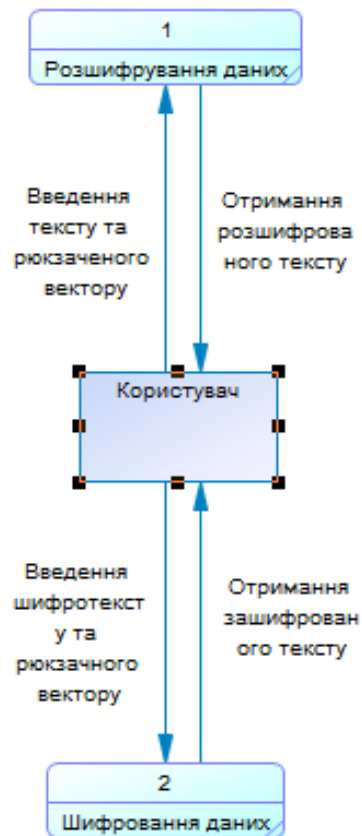 1
Розшифрування даних
Введення
тексту та
рюкзаченого
вектору
Отримання
розшифрова
ного тексту
Користувач
Введення
шифротекст
у та
рюкзачного
вектору
Отримання
зашифрован
ого тексту
2
Шифровання даних